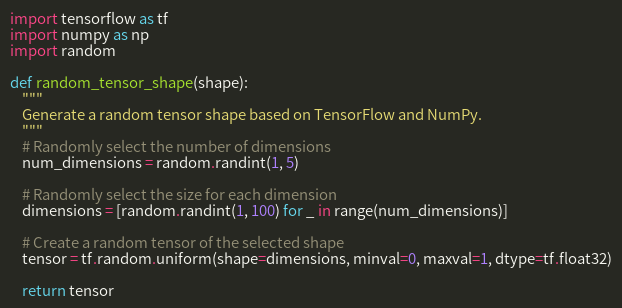 import tensorflow as tf
import numpy as np
import random
def random_tensor_shape(shape):
"""
Generate a random tensor shape based on TensorFlow and NumPy.
"""
# Randomly select the number of dimensions
num_dimensions = random.randint(1, 5)
# Randomly select the size for each dimension
dimensions = [random.randint(1, 100) for _ in range(num_dimensions)]
# Create a random tensor of the selected shape
tensor = tf.random.uniform(shape=dimensions, minval=0, maxval=1, dtype=tf.float32)
return tensor